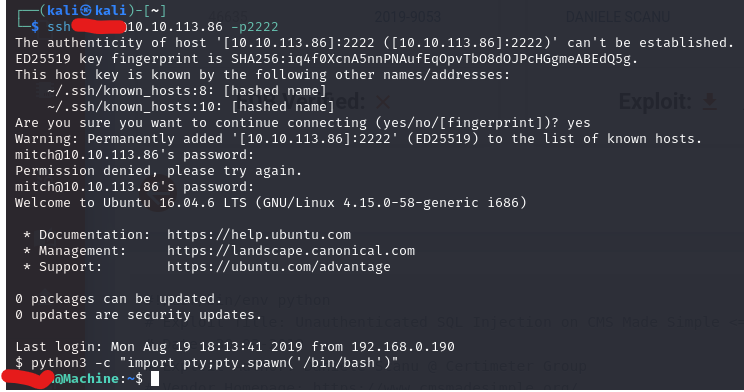 ┌──(kali㉿kali)-[~]
2019-9053 DANIELE SCANU
└─$ ssh @10.10.113.86 -p2222
The authenticity of host '[10.10.113.86]:2222 ([10.10.113.86]:2222)' can't be established.
ED25519 key fingerprint is SHA256:iq4f0XcnA5nnPNAufEqOpvTbO8dOJPcHGgmeABEdQ5g.
This host key is known by the following other names/addresses:
~/.ssh/known_hosts:8: [hashed name]
~/.ssh/known_hosts:10: [hashed name]
Verified: Exploit:
Are you sure you want to continue connecting (yes/no/[fingerprint])? yes
Warning: Permanently added '[10.10.113.86]:2222' (ED25519) to the list of known hosts.
mitch@10.10.113.86's password:
Permission denied, please try again.
mitch@10.10.113.86's password:
Welcome to Ubuntu 16.04.6 LTS (GNU/Linux 4.15.0-58-generic i686)
* Documentation: https://help.ubuntu.com
* Management: https://landscape.canonical.com
* Support: https://ubuntu.com/advantage
0 packages can be updated.
0 updates are security updates.
Last login: Mon Aug 19 18:13:41 2019 from 192.168.0.190
$ python3 -c "import pty;pty.spawn('/bin/bash')"
@Machine:~$